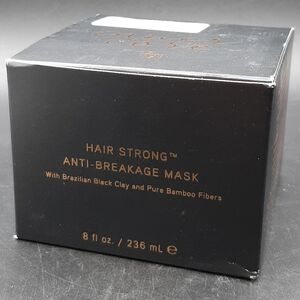 HAIR STRONG™
ANTI-BREAKAGE MASK
With Brazilian Black Clay and Pure Bamboo Fibers
8 fl oz. / 236 mL ℮